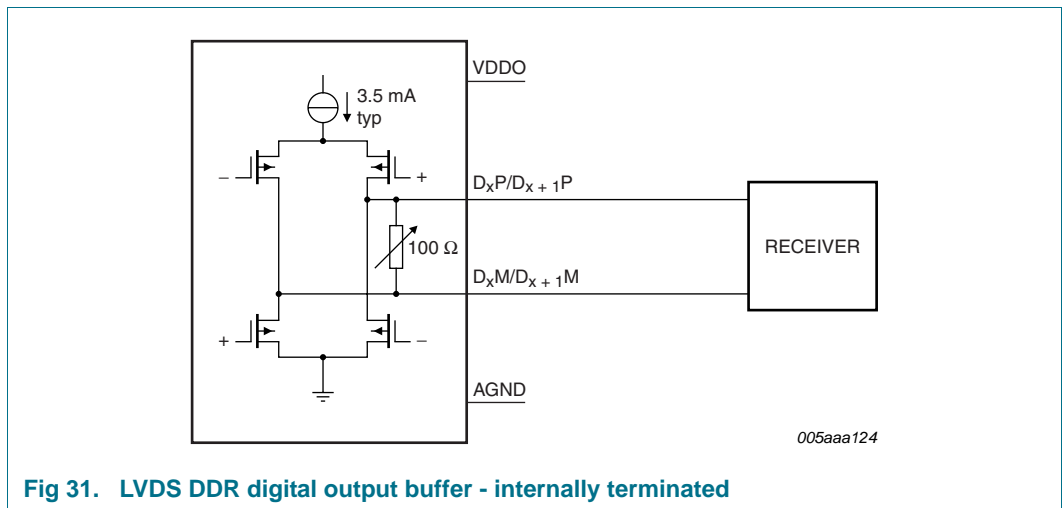 VDDO
3.5 mA
typ
− +
DxP/Dx + 1P
100 Ω
RECEIVER
DxM/Dx + 1M
+ −
AGND
005aaa124
Fig 31. LVDS DDR digital output buffer - internally terminated